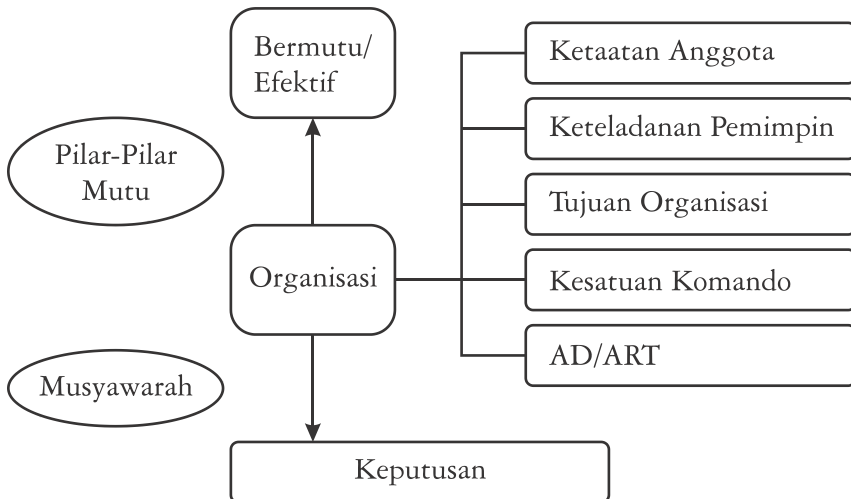 Bermutu/
Efektif
Pilar-Pilar
Mutu
Organisasi
Musyawarah
Keputusan
Ketaatan Anggota
Keteladanan Pemimpin
Tujuan Organisasi
Kesatuan Komando
AD/ART